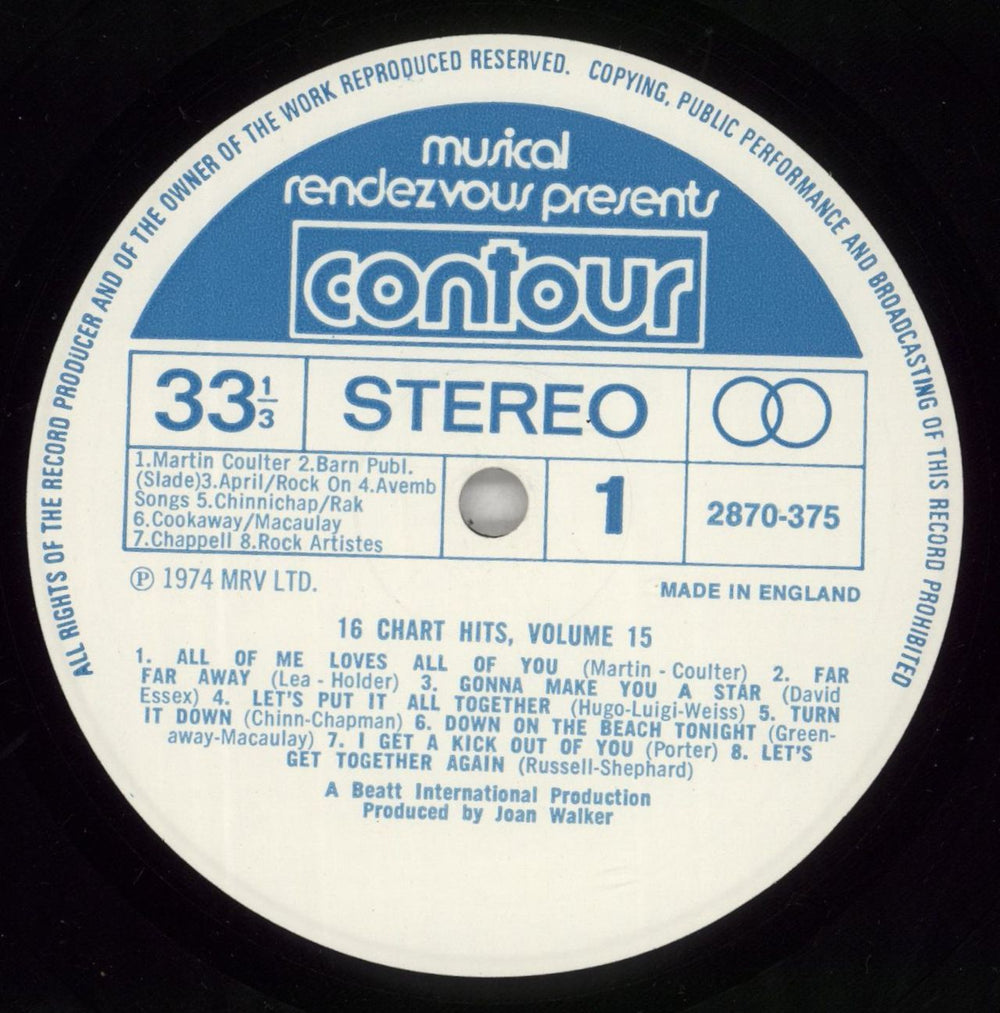 ALL RIGHTS OF THE RECORD PRODUCER AND OF THE OWNER OF THE WORK REPRODUCED RESERVED. COPYING, PUBLIC PERFORMANCE AND BROADCASTING OF THIS RECORD PROHIBITED
musical
rendezvous presents
contour
33 1/3 STEREO
1.Martin Coulter 2.Barn Publ.
(Slade)3.April/Rock On 4.Avemb
Songs 5.Chinnichap/Rak
6.Cookaway/Macaulay
7.Chappell 8.Rock Artistes
1
2870-375
Ⓟ 1974 MRV LTD.
MADE IN ENGLAND
16 CHART HITS, VOLUME 15
1. ALL OF ME LOVES ALL OF YOU (Martin - Coulter) 2. FAR
FAR AWAY (Lea - Holder) 3. GONNA MAKE YOU A STAR (David
Essex) 4. LET'S PUT IT ALL TOGETHER (Hugo-Luigi-Weiss) 5. TURN
IT DOWN (Chinn-Chapman) 6. DOWN ON THE BEACH TONIGHT (Green-
away-Macaulay) 7. I GET A KICK OUT OF YOU (Porter) 8. LET'S
GET TOGETHER AGAIN (Russell-Shephard)
A Beatt International Production
Produced by Joan Walker